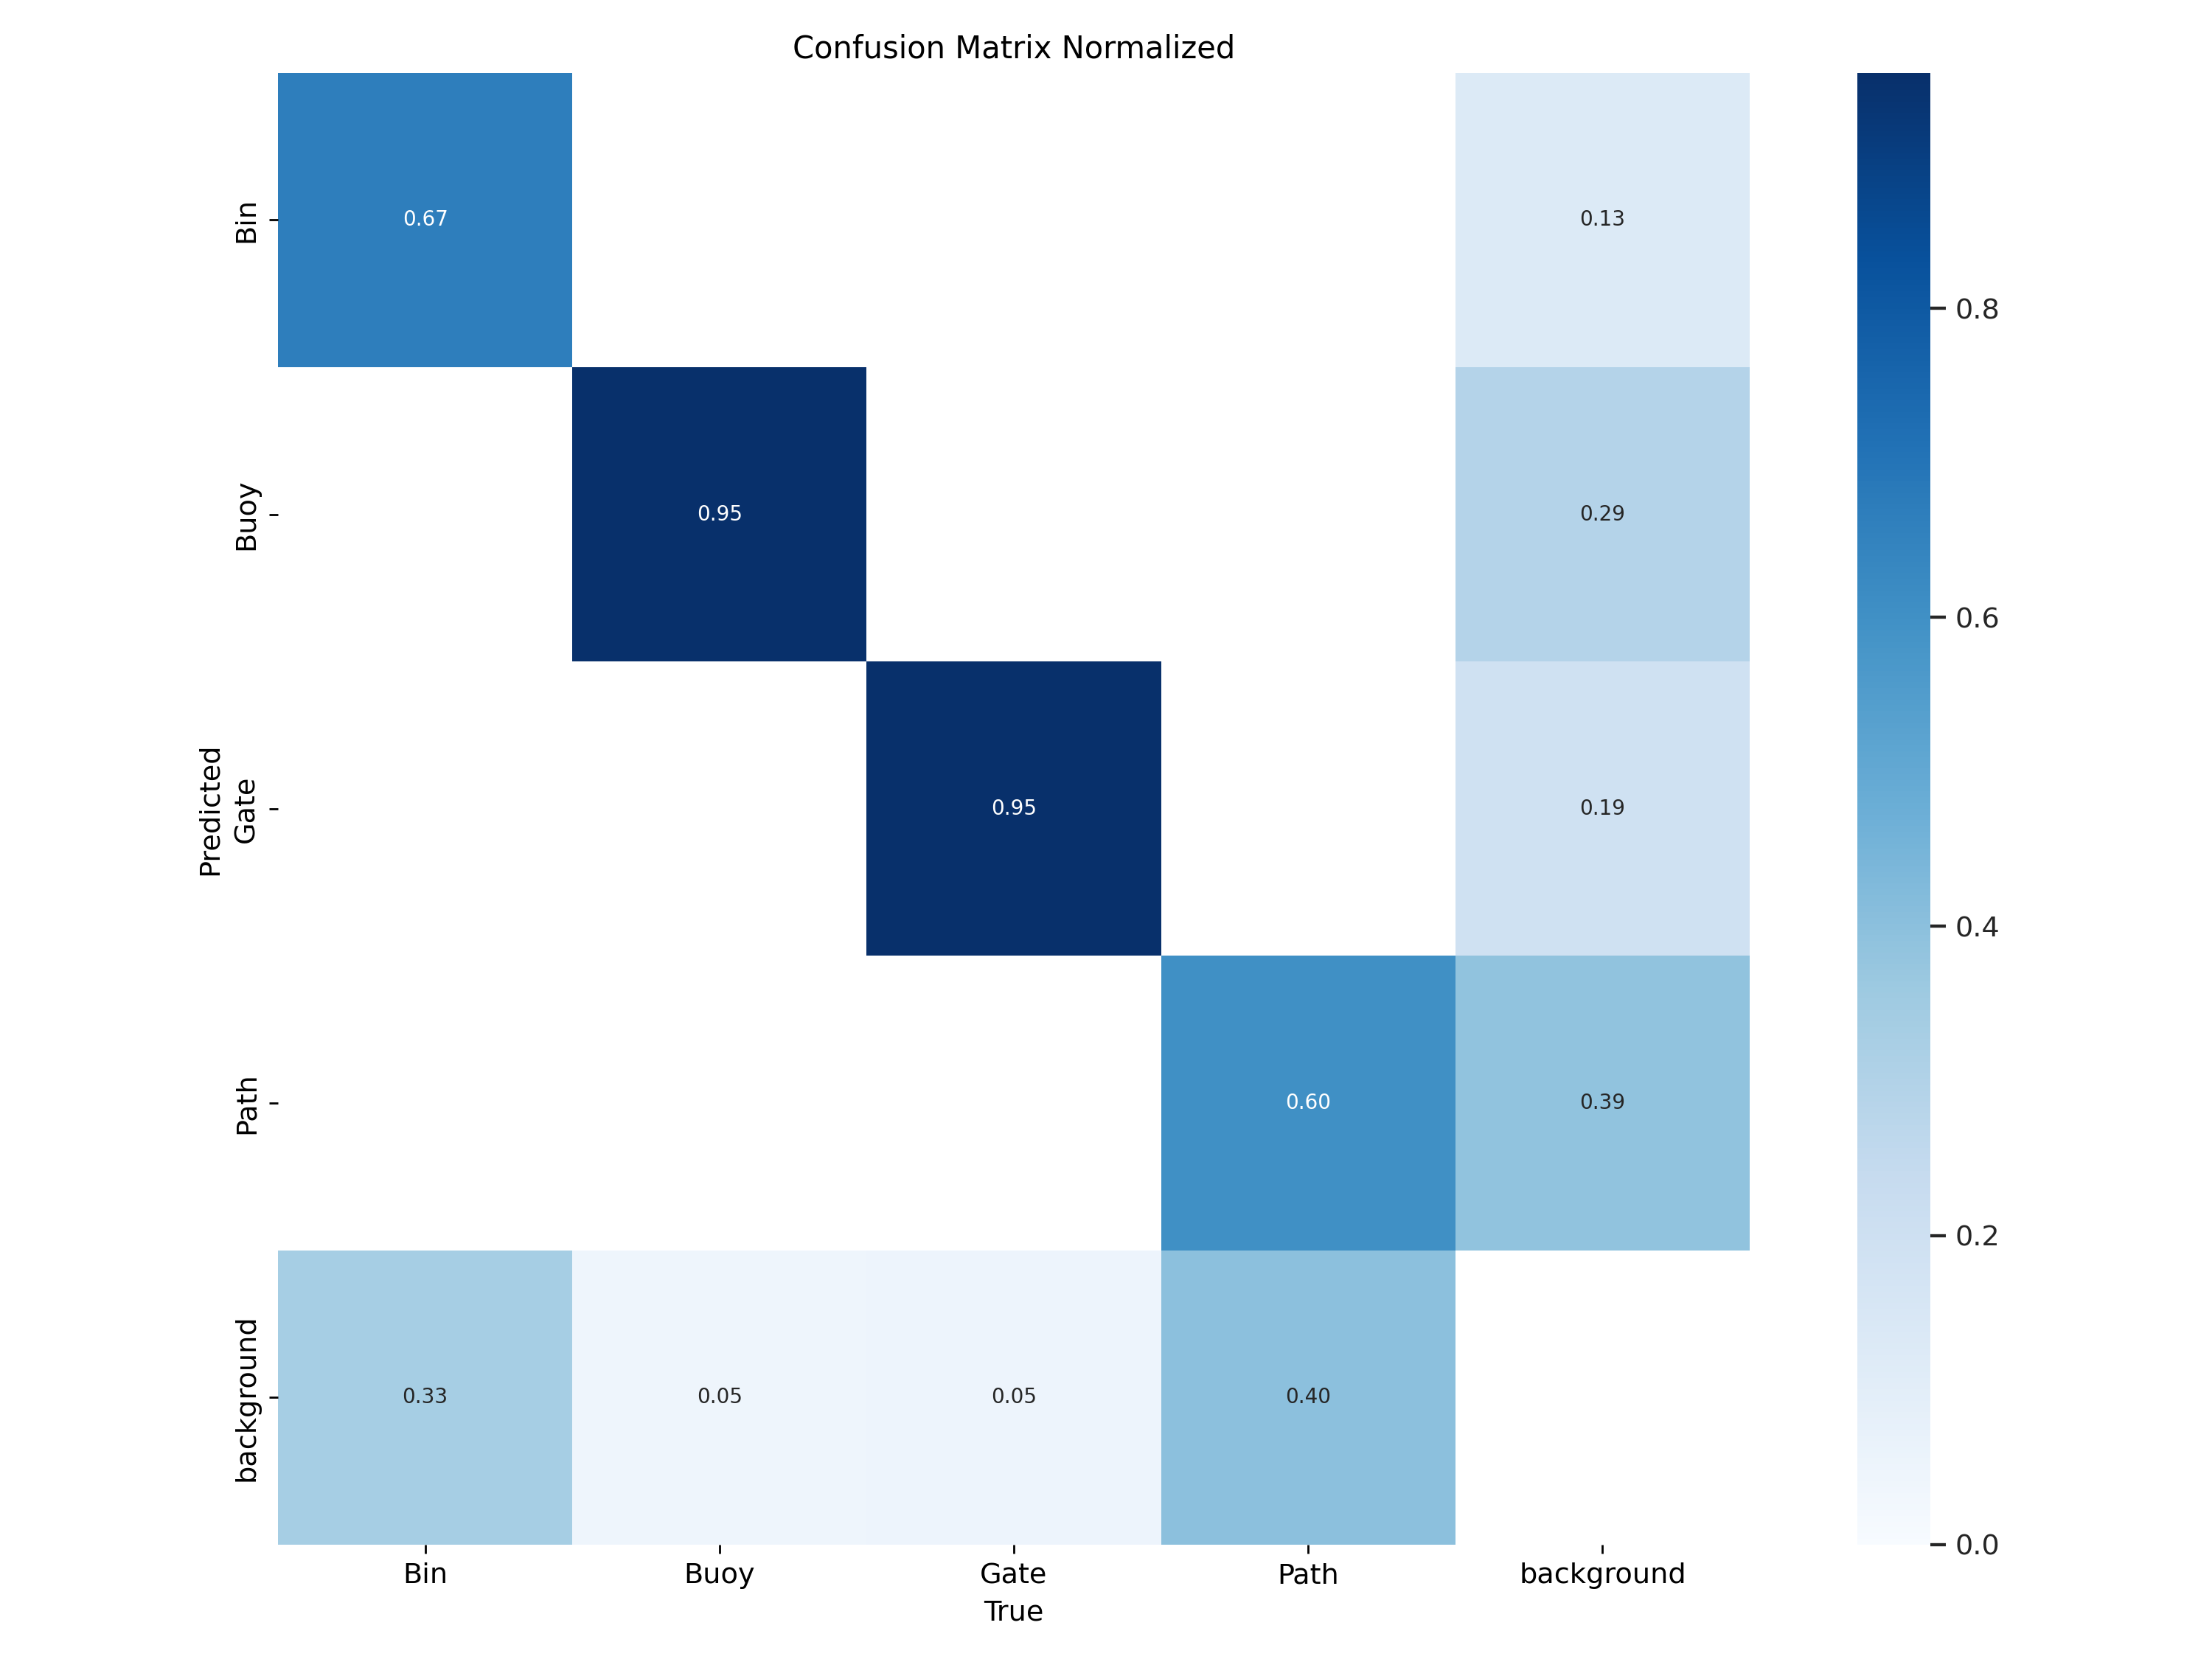 Confusion Matrix Normalized
Predicted
Bin
0.67
0.13
Buoy
0.95
0.29
Gate
0.95
0.19
Path
0.60
0.39
background
0.33
0.05
0.05
0.40
Bin
Buoy
Gate
Path
background
True
0.8
0.6
0.4
0.2
0.0